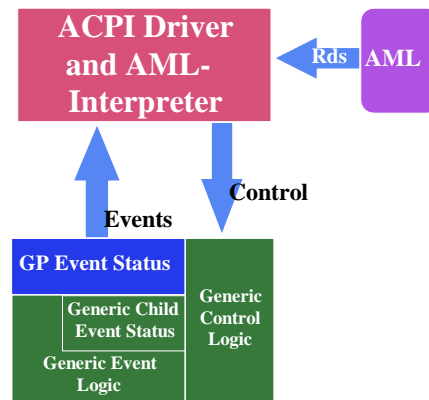 ACPI Driver
and AML-
Interpreter
Rds
AML
Control
Events
GP Event Status
Generic Child
Event Status
Generic Event
Logic
Generic
Control
Logic